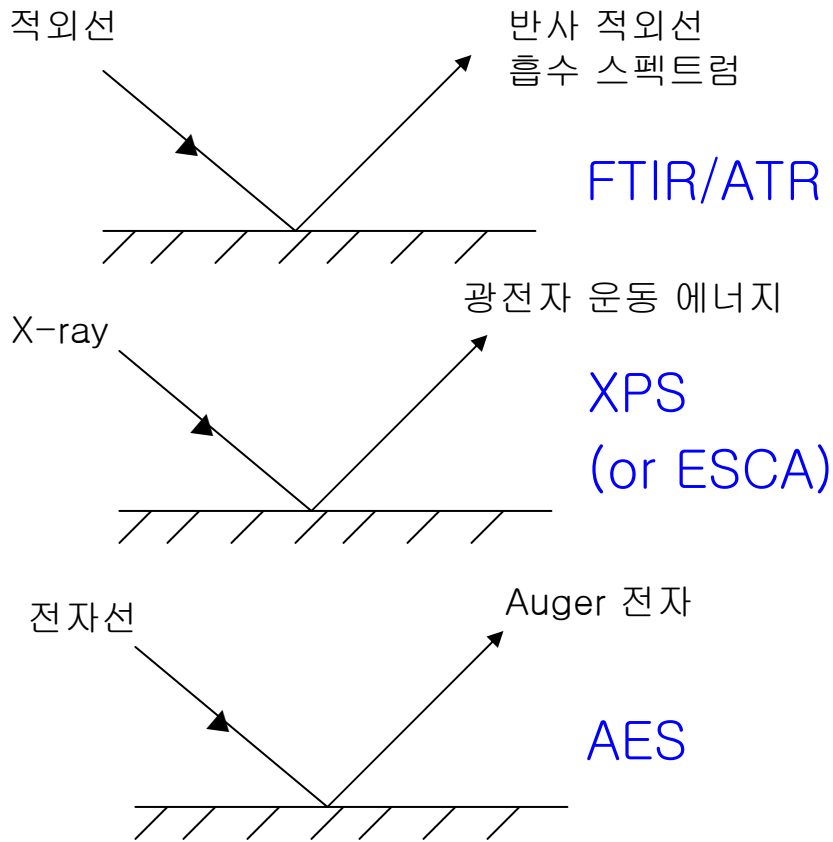 적외선
반사 적외선
흡수 스펙트럼
FTIR/ATR
X-ray
광전자 운동 에너지
XPS
(or ESCA)
전자선
Auger 전자
AES